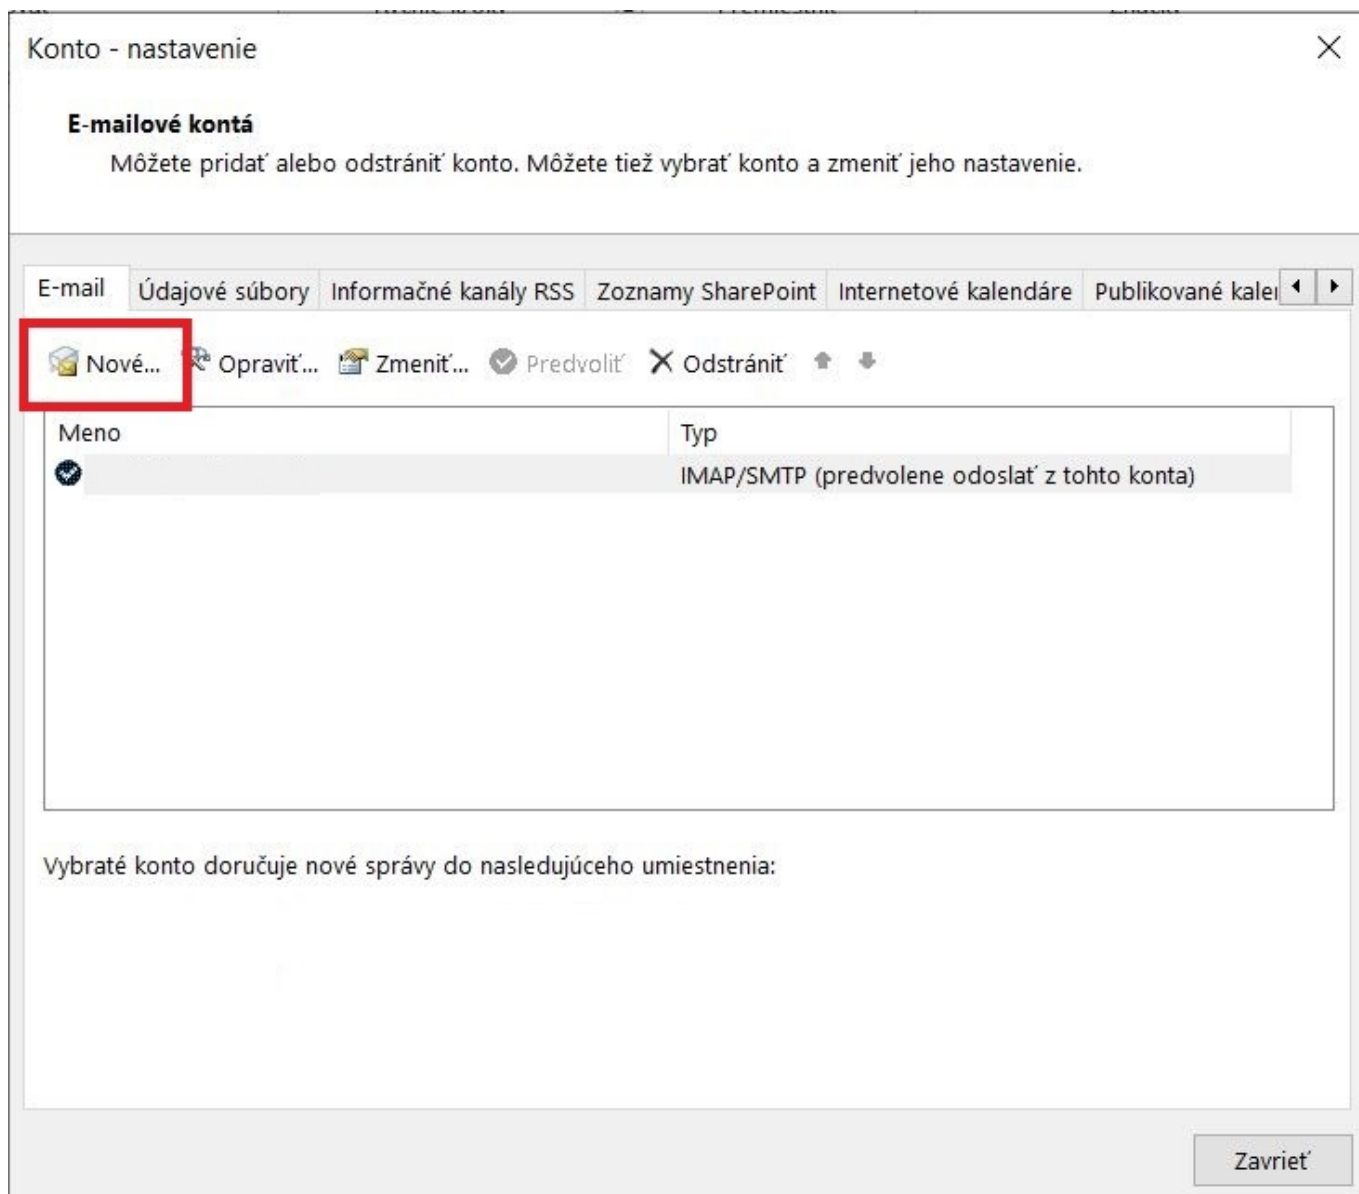 Konto - nastavenie
E-mailové kontá
Môžete pridať alebo odstrániť konto. Môžete tiež vybrať konto a zmeniť jeho nastavenie.
E-mail Údajové súbory Informačné kanály RSS Zoznamy SharePoint Internetové kalendáre Publikované
Nové... Opraviť... Zmeniť... Predvoliť Odstrániť
Meno Typ
IMAP/SMTP (predvolene odoslať z tohto konta)
Vybraté konto doručuje nové správy do nasledujúceho umiestnenia:
Zavrieť